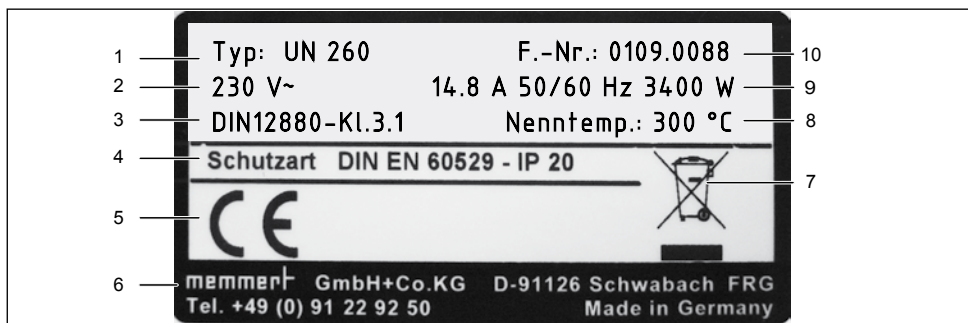 1 Typ: UN 260 F.-Nr.: 0109.0088 10
2 230 V~ 14.8 A 50/60 Hz 3400 W 9
3 DIN12880-Kl.3.1 Nenntemp.: 300 °C 8
4 Schutzart DIN EN 60529 - IP 20
7
5 CE
6 memmert GmbH+Co.KG D-91126 Schwabach FRG
Tel. +49 (0) 91 22 92 50 Made in Germany